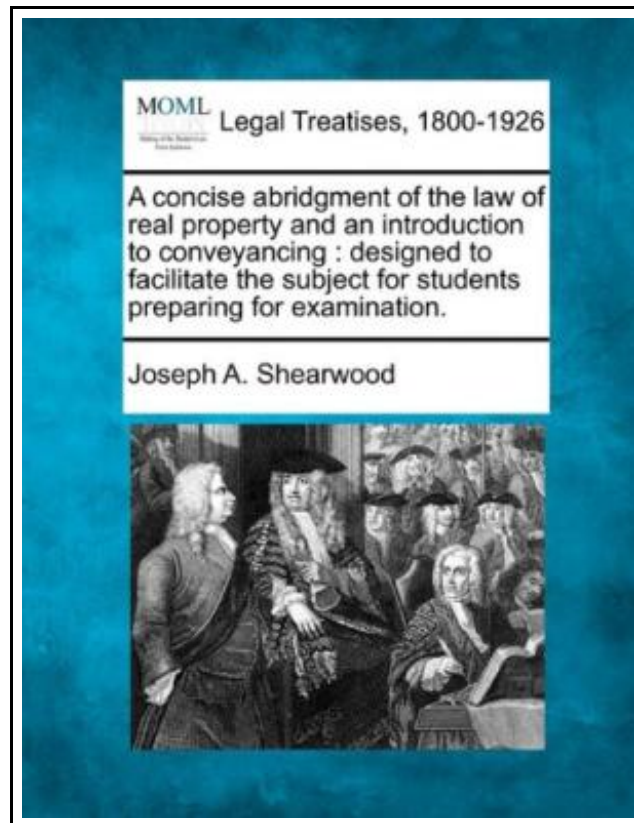 MOML
Legal Treatises, 1800-1926
A concise abridgment of the law of
real property and an introduction
to conveyancing : designed to
facilitate the subject for students
preparing for examination.
Joseph A. Shearwood